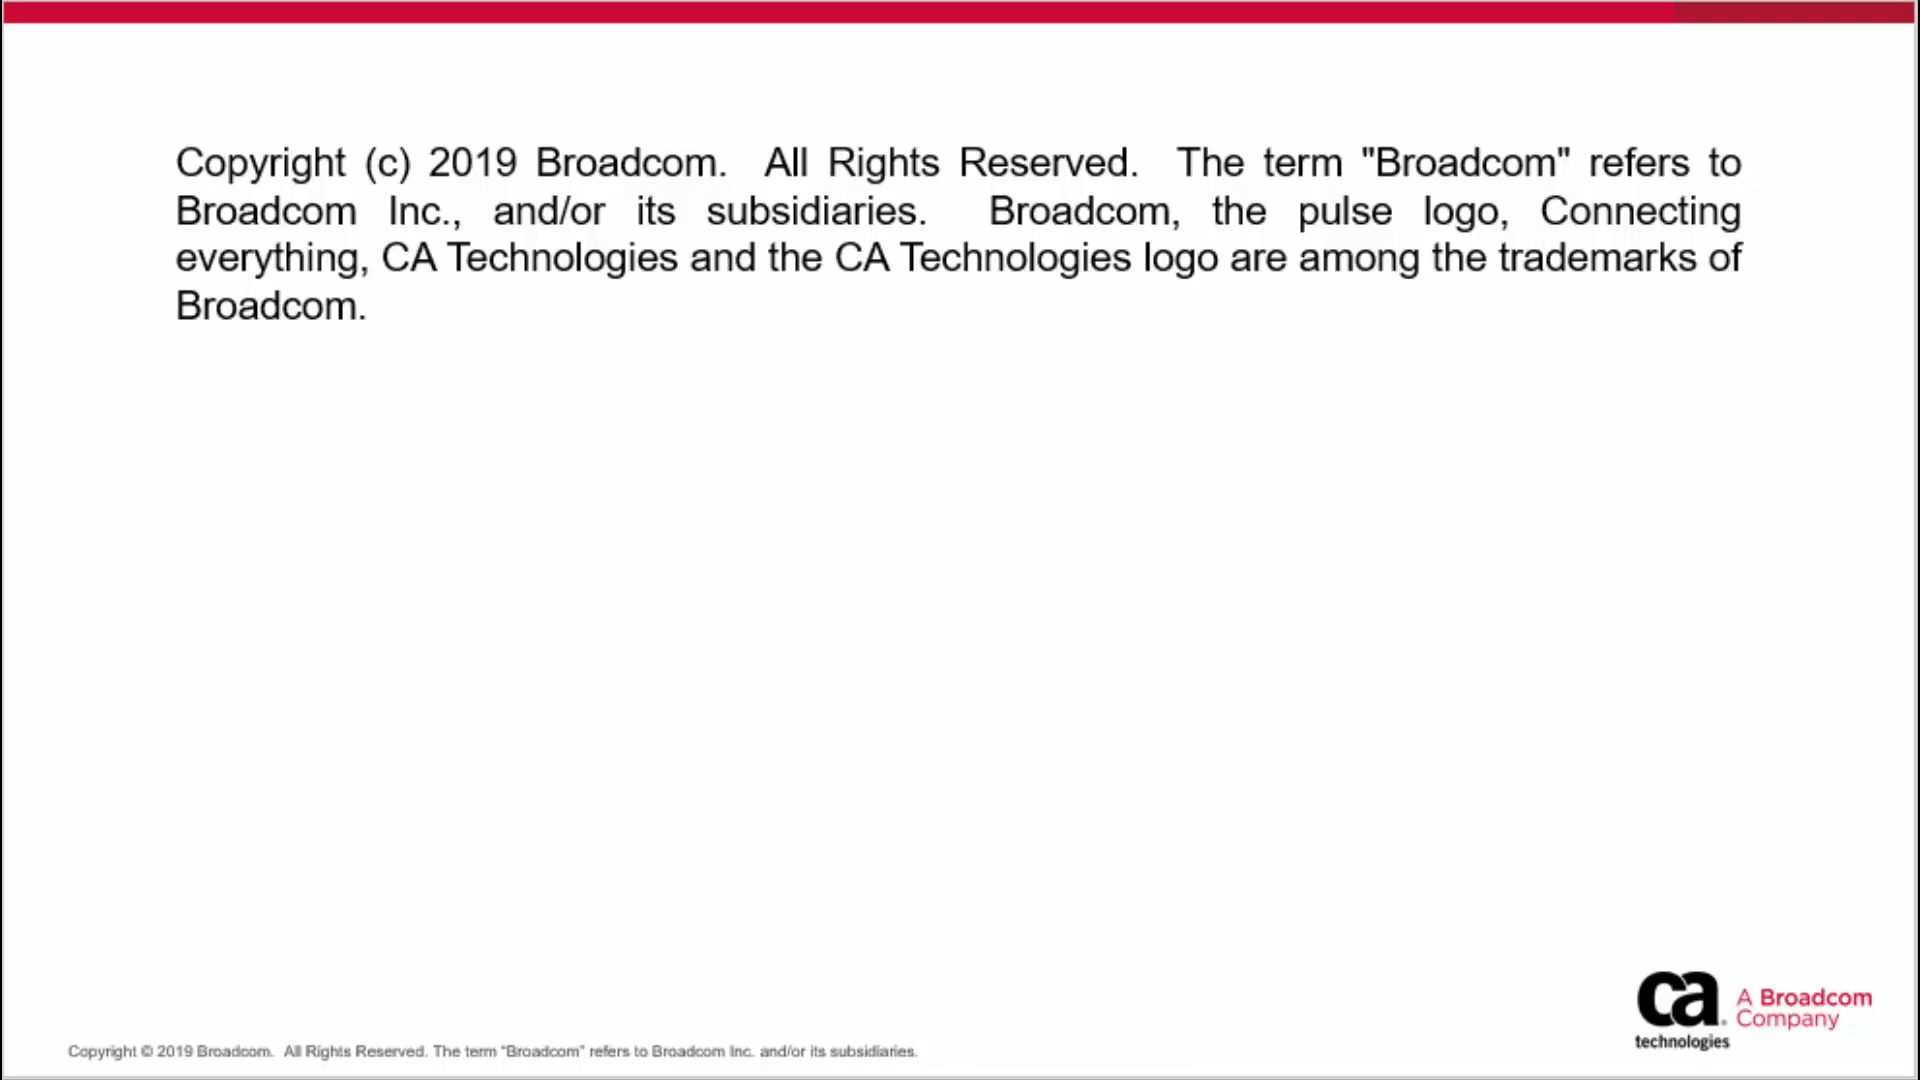 Copyright (c) 2019 Broadcom. All Rights Reserved. The term "Broadcom" refers to
Broadcom Inc., and/or its subsidiaries. Broadcom, the pulse logo, Connecting
everything, CA Technologies and the CA Technologies logo are among the trademarks of
Broadcom.
ca
technologies
A Broadcom
Company
Copyright © 2019 Broadcom. All Rights Reserved. The term “Broadcom” refers to Broadcom Inc. and/or its subsidiaries.